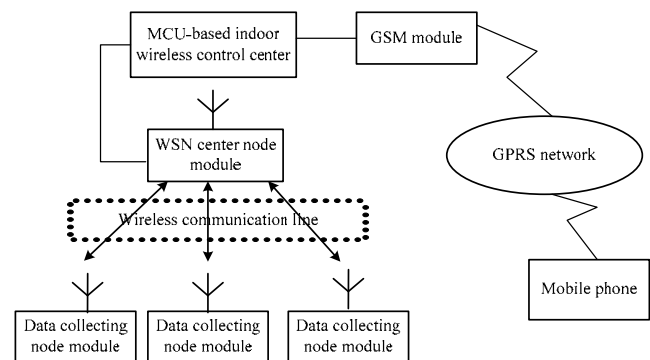 MCU-based indoor
wireless control center
GSM module
WSN center node
module
GPRS network
Wireless communication line
Mobile phone
Data collecting
node module
Data collecting
node module
Data collecting
node module